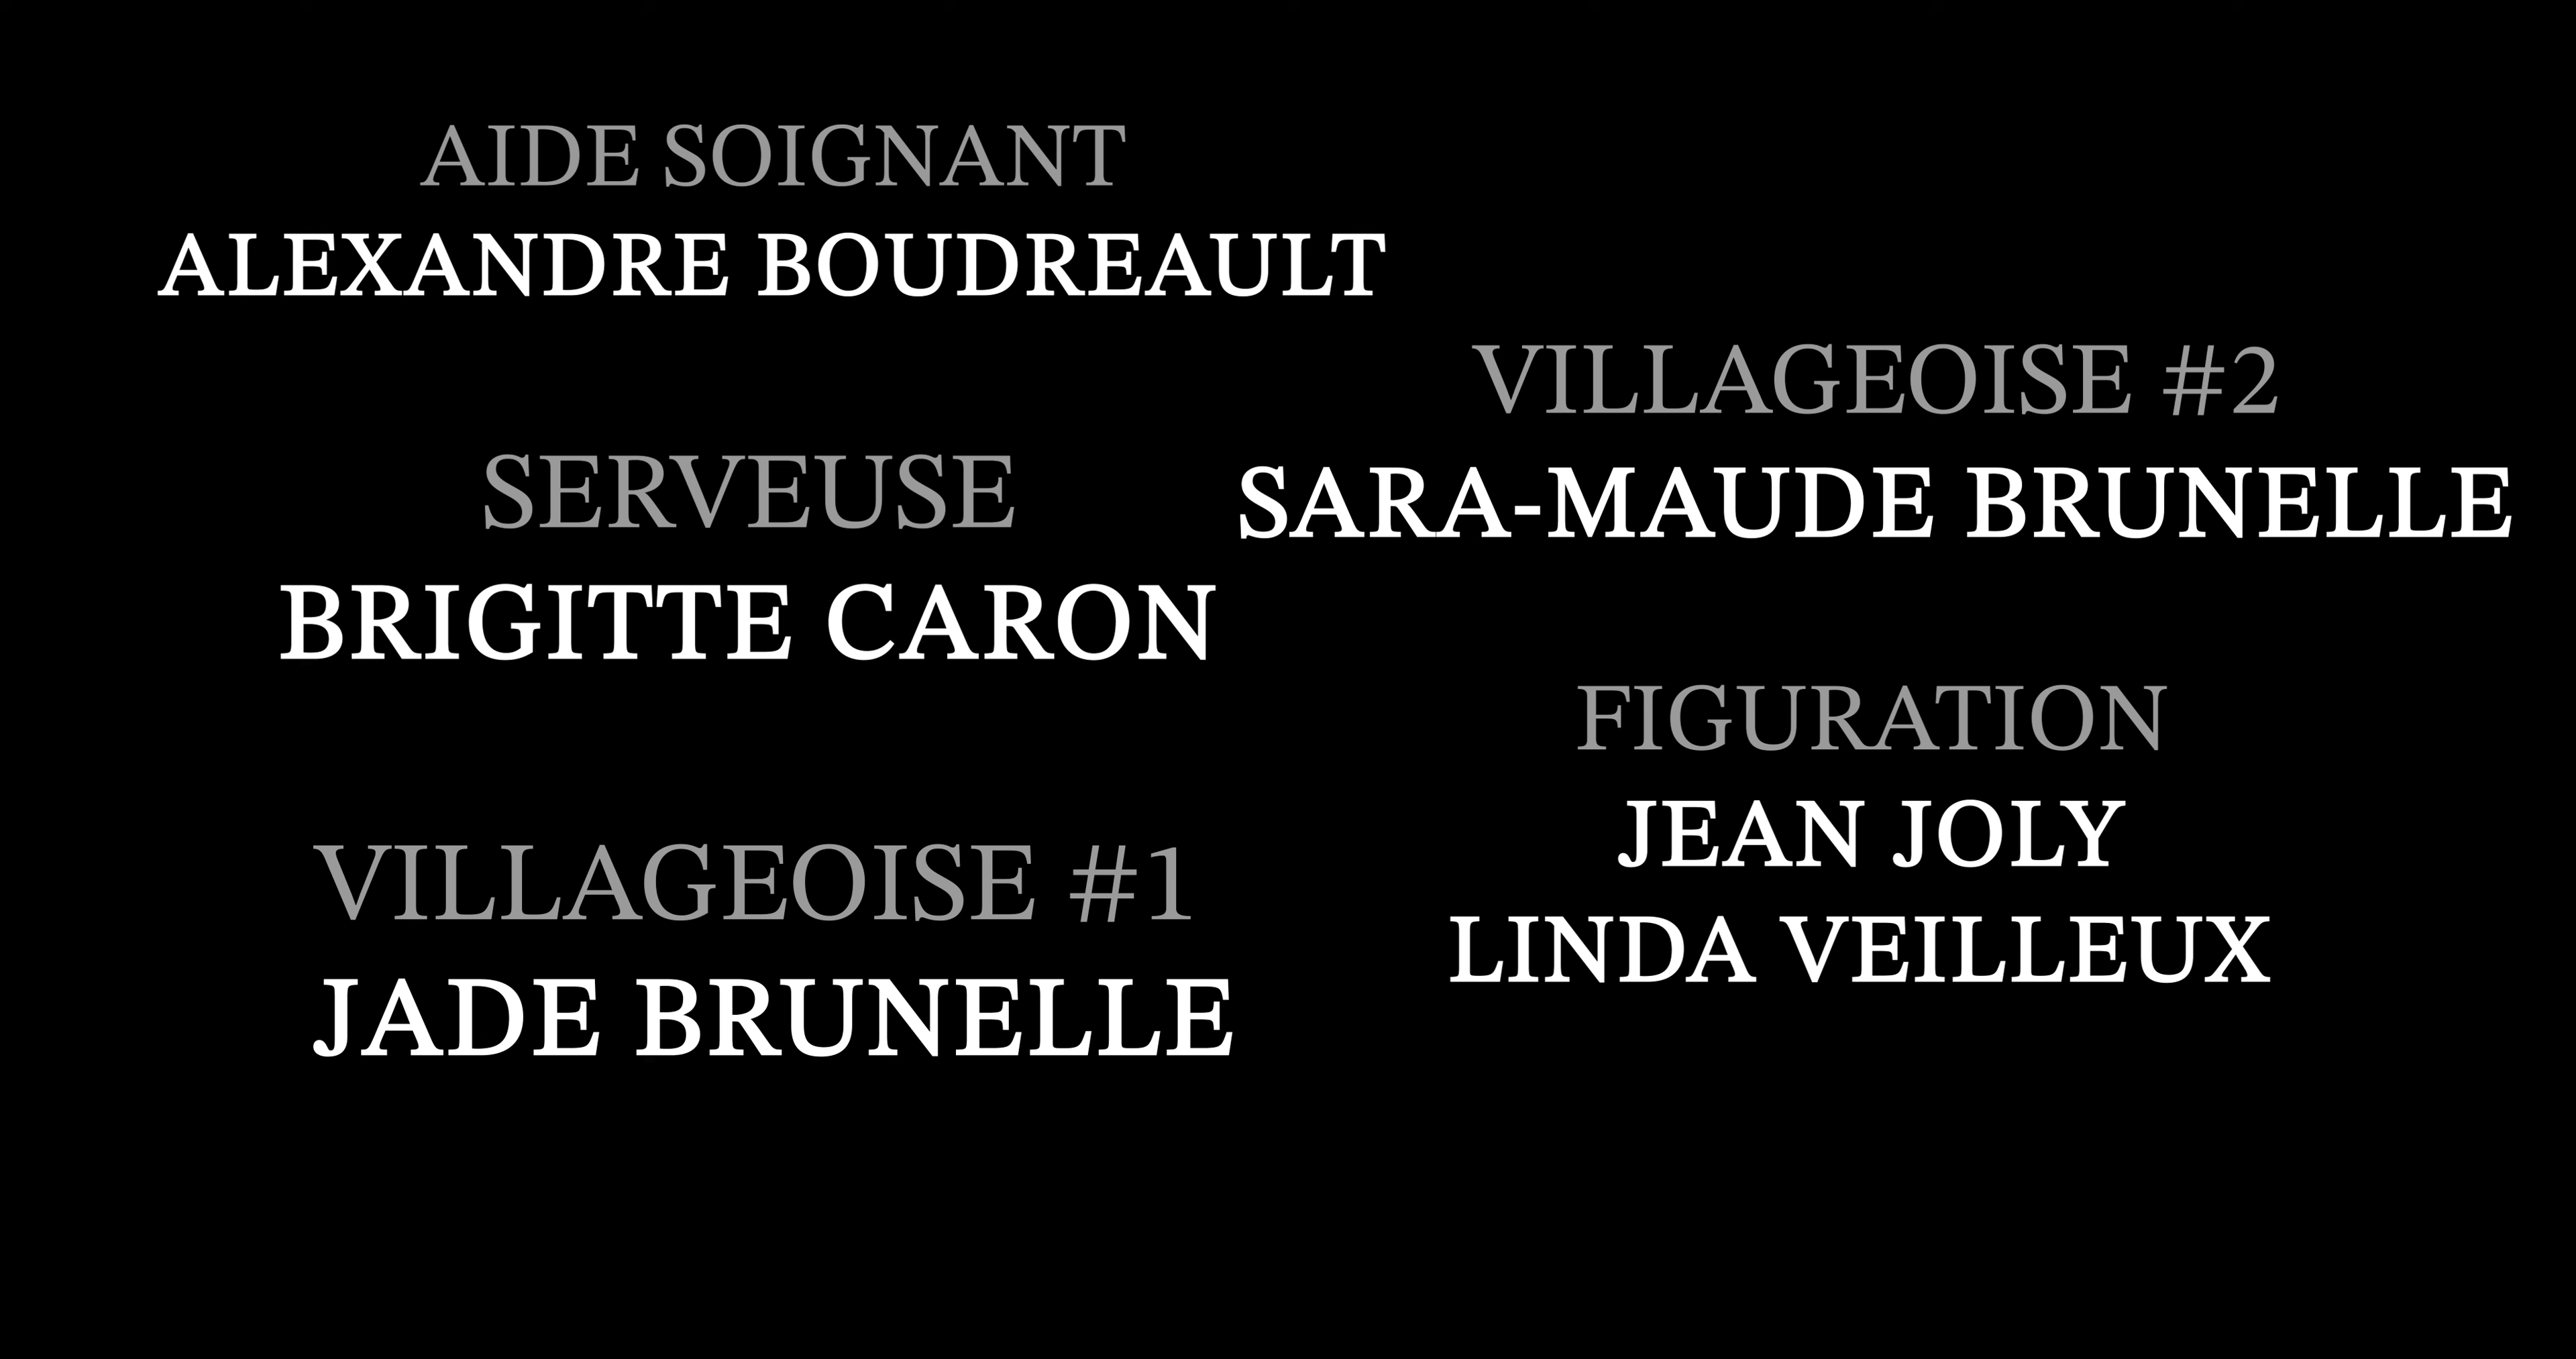 AIDE SOIGNANT
ALEXANDRE BOUDREAULT
SERVEUSE
BRIGITTE CARON
VILLAGEOISE #1
JADE BRUNELLE
VILLAGEOISE #2
SARA-MAUDE BRUNELLE
FIGURATION
JEAN JOLY
LINDA VEILLEUX